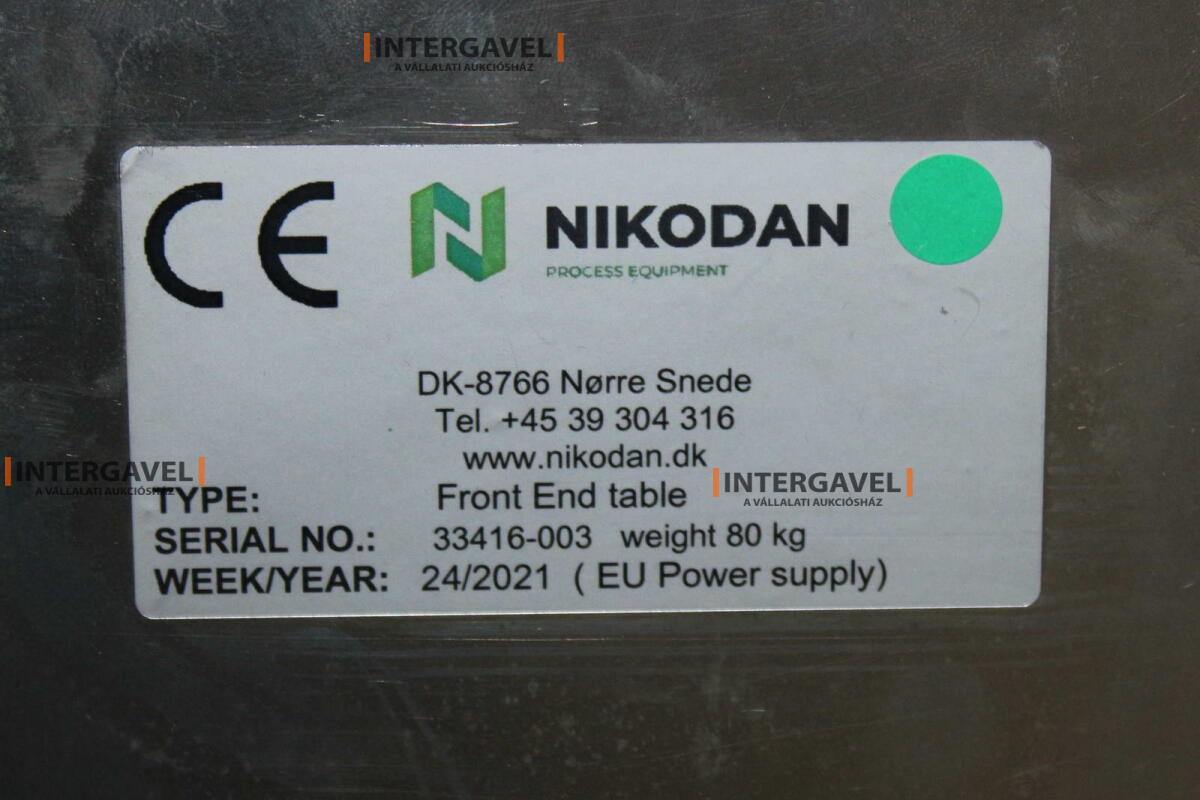 INTERGAVEL
A VÁLLALATI AUKCIÓSHÁZ
CE
NIKODAN
PROCESS EQUIPMENT
DK-8766 Nørre Snede
Tel. +45 39 304 316
www.nikodan.dk
INTERGAVEL
A VÁLLALATI AUKCIÓSHÁZ
INTERGAVEL
A VÁLLALATI AUKCIÓSHÁZ
TYPE: Front End table
SERIAL NO.: 33416-003 weight 80 kg
WEEK/YEAR: 24/2021 ( EU Power supply)